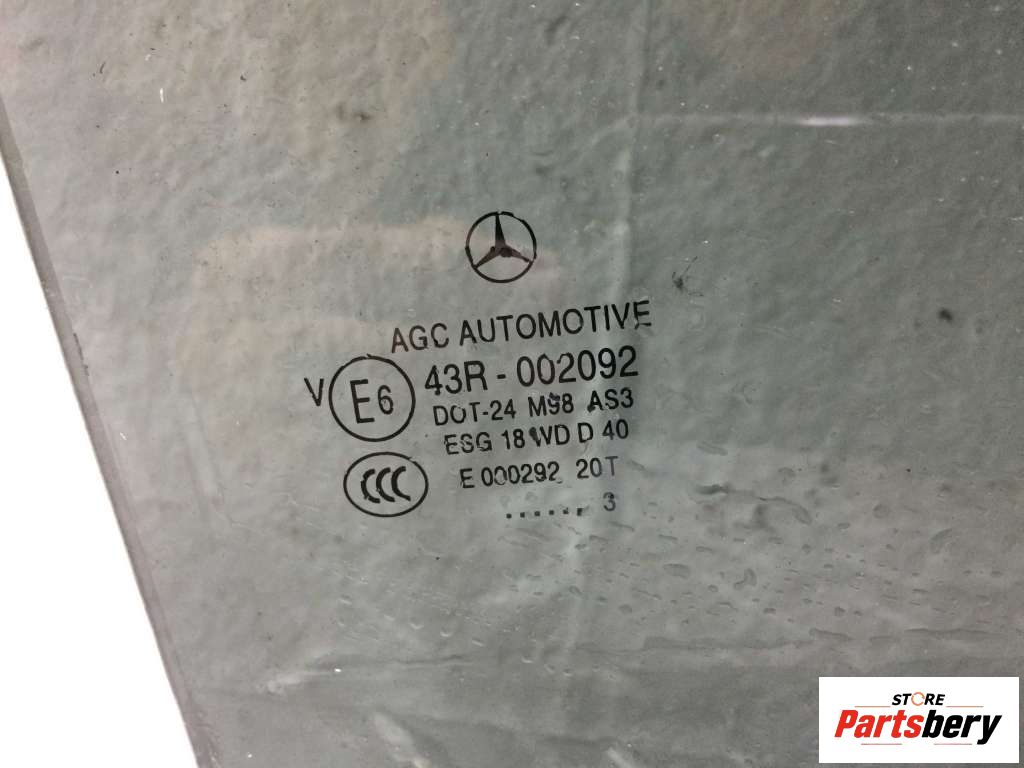 AGC AUTOMOTIVE
V E6 43R - 002092
DOT-24 M98 AS3
ESG 18 WD D 40
CCC E 000292 20T
...... 3
STORE
Partsbery